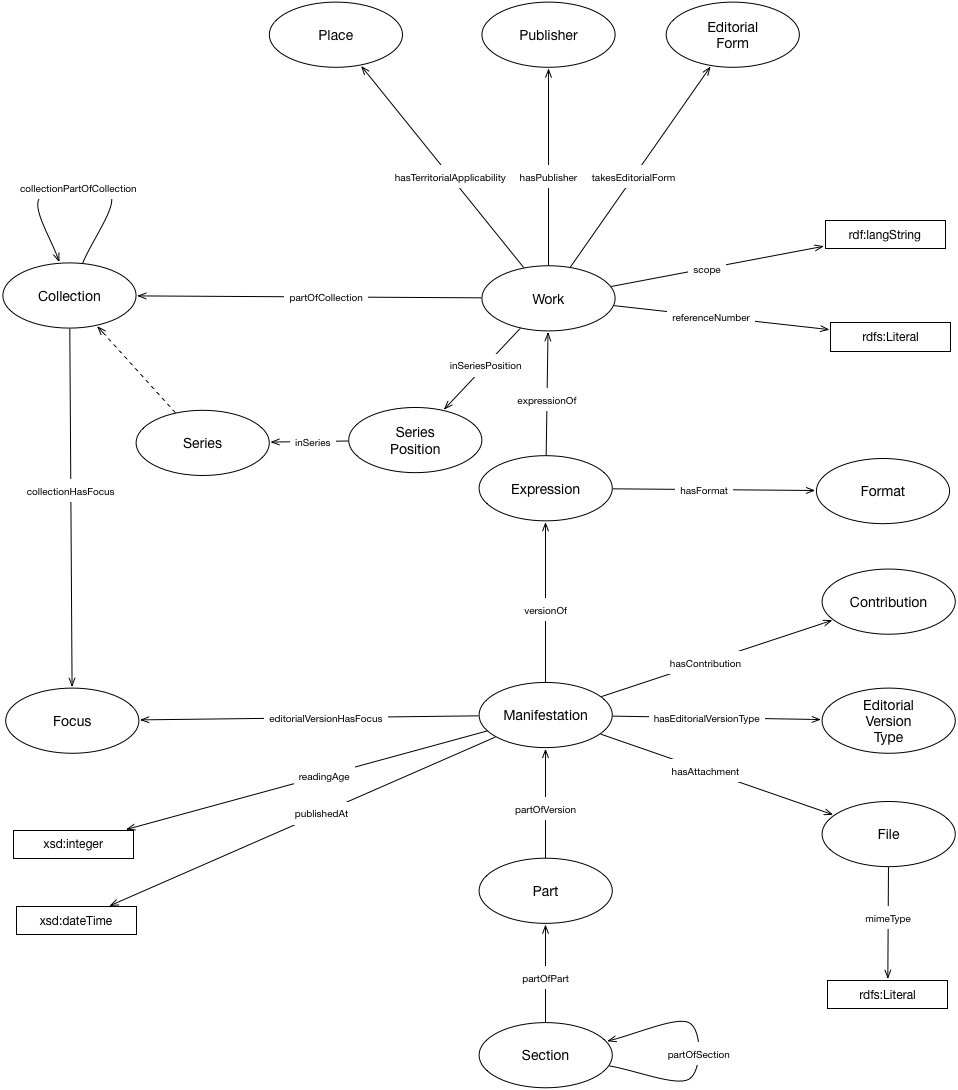 Place
Publisher
Editorial
Form
hasTerritorialApplicability
hasPublisher
takesEditorialForm
collectionPartOfCollection
rdf:langString
scope
Collection
partOfCollection
Work
referenceNumber
rdfs:Literal
inSeriesPosition
expressionOf
Series
inSeries
Series
Position
collectionHasFocus
Expression
hasFormat
Format
versionOf
Contribution
hasContribution
Focus
editorialVersionHasFocus
Manifestation
hasEditorialVersionType
Editorial
Version
Type
readingAge
hasAttachment
publishedAt
partOfVersion
xsd:integer
File
Part
xsd:dateTime
mimeType
partOfPart
rdfs:Literal
Section
partOfSection